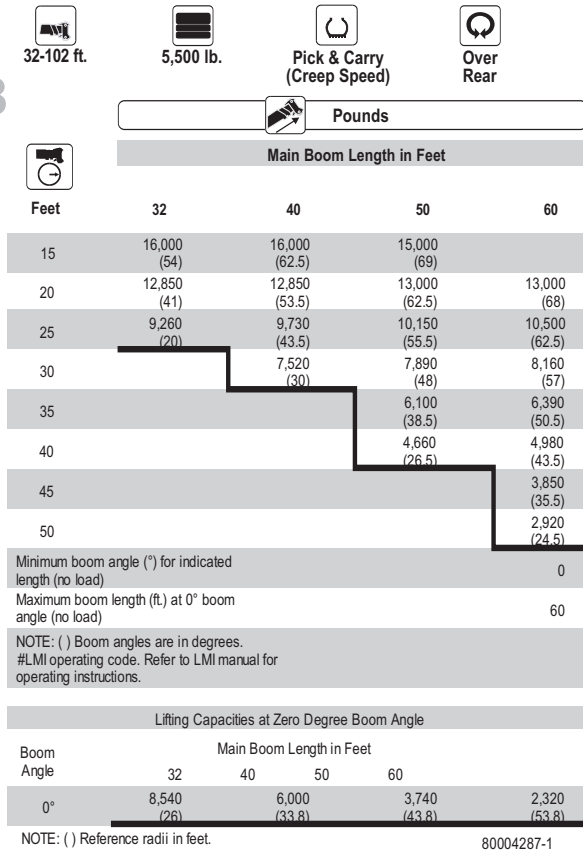 32-102 ft. 5,500 lb. Pick & Carry Over
(Creep Speed) Rear
Pounds
Main Boom Length in Feet
Feet 32 40 50 60
15 16,000 16,000 15,000
(54) (62.5) (69)
20 12,850 12,850 13,000 13,000
(41) (53.5) (62.5) (68)
25 9,260 9,730 10,150 10,500
(20) (43.5) (55.5) (62.5)
30 7,520 7,890 8,160
(30) (48) (57)
35 6,100 6,390
(38.5) (50.5)
40 4,660 4,980
(26.5) (43.5)
45 3,850
(35.5)
50 2,920
(24.5)
Minimum boom angle (°) for indicated
length (no load) 0
Maximum boom length (ft.) at 0° boom
angle (no load) 60
NOTE: ( ) Boom angles are in degrees.
#LMI operating code. Refer to LMI manual for
operating instructions.
Lifting Capacities at Zero Degree Boom Angle
Boom Main Boom Length in Feet
Angle 32 40 50 60
0° 8,540 6,000 3,740 2,320
(26) (33.8) (43.8) (53.8)
NOTE: ( ) Reference radii in feet. 80004287-1